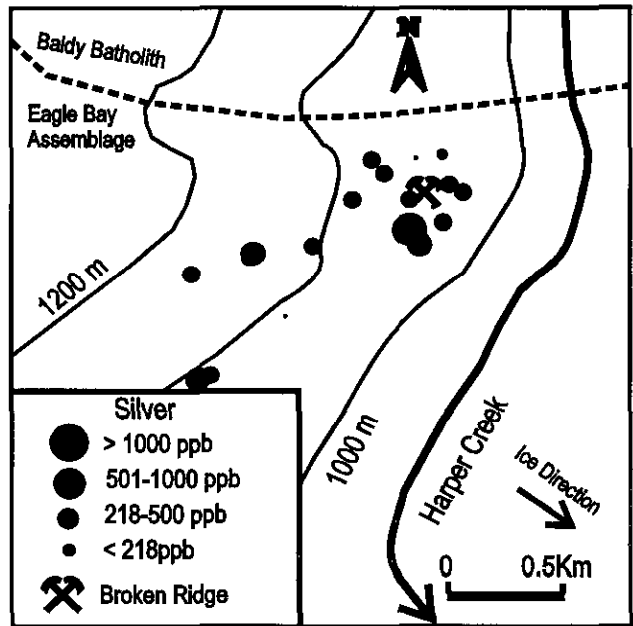 N
Baldy Batholith
Eagle Bay
Assemblage
1200 m
1000 m
Harper Creek
Ice Direction
0 0.5Km
Silver
> 1000 ppb
501-1000 ppb
218-500 ppb
< 218ppb
Broken Ridge